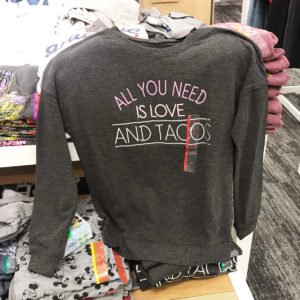 ALL YOU NEED
IS LOVE
AND TACOS